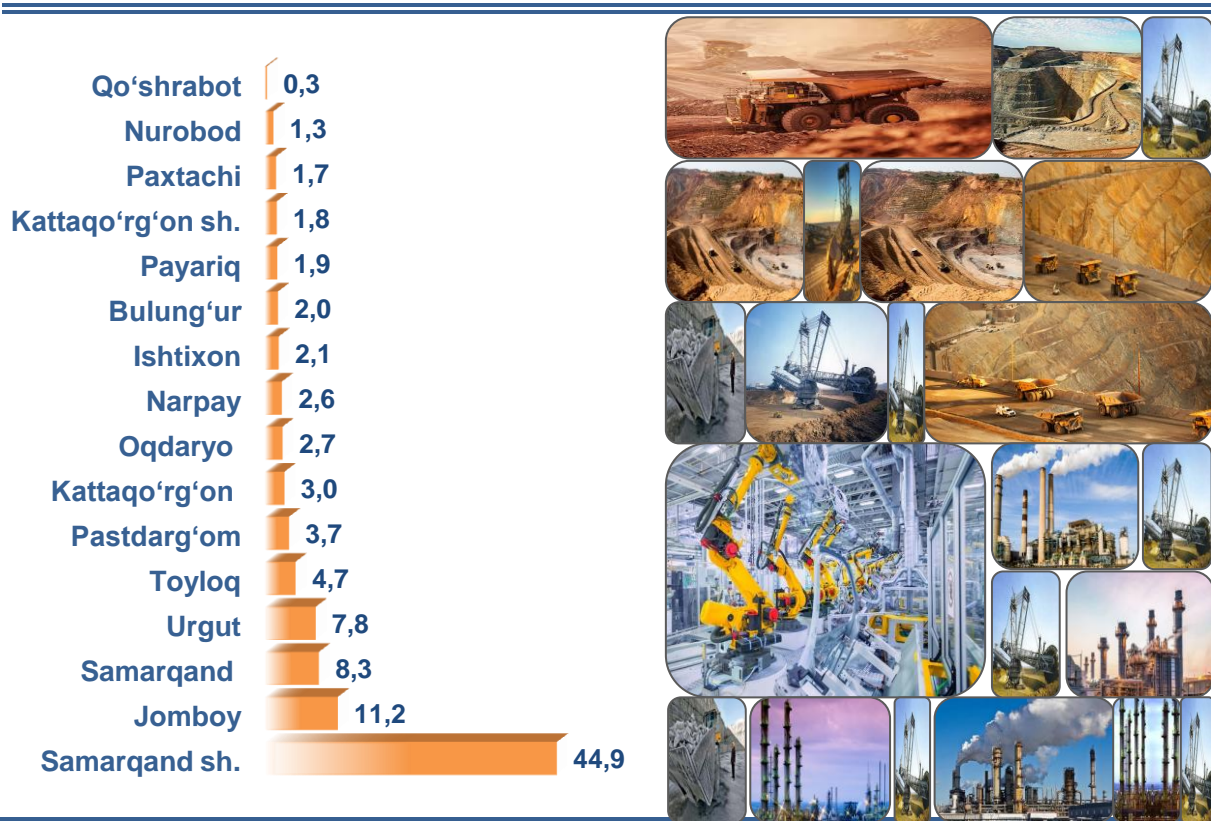 Qo‘shrabot 0,3
Nurobod 1,3
Paxtachi 1,7
Kattaqo‘rg‘on sh. 1,8
Payariq 1,9
Bulung‘ur 2,0
Ishtixon 2,1
Narpay 2,6
Oqdaryo 2,7
Kattaqo‘rg‘on 3,0
Pastdarg‘om 3,7
Toyloq 4,7
Urgut 7,8
Samarqand 8,3
Jomboy 11,2
Samarqand sh. 44,9